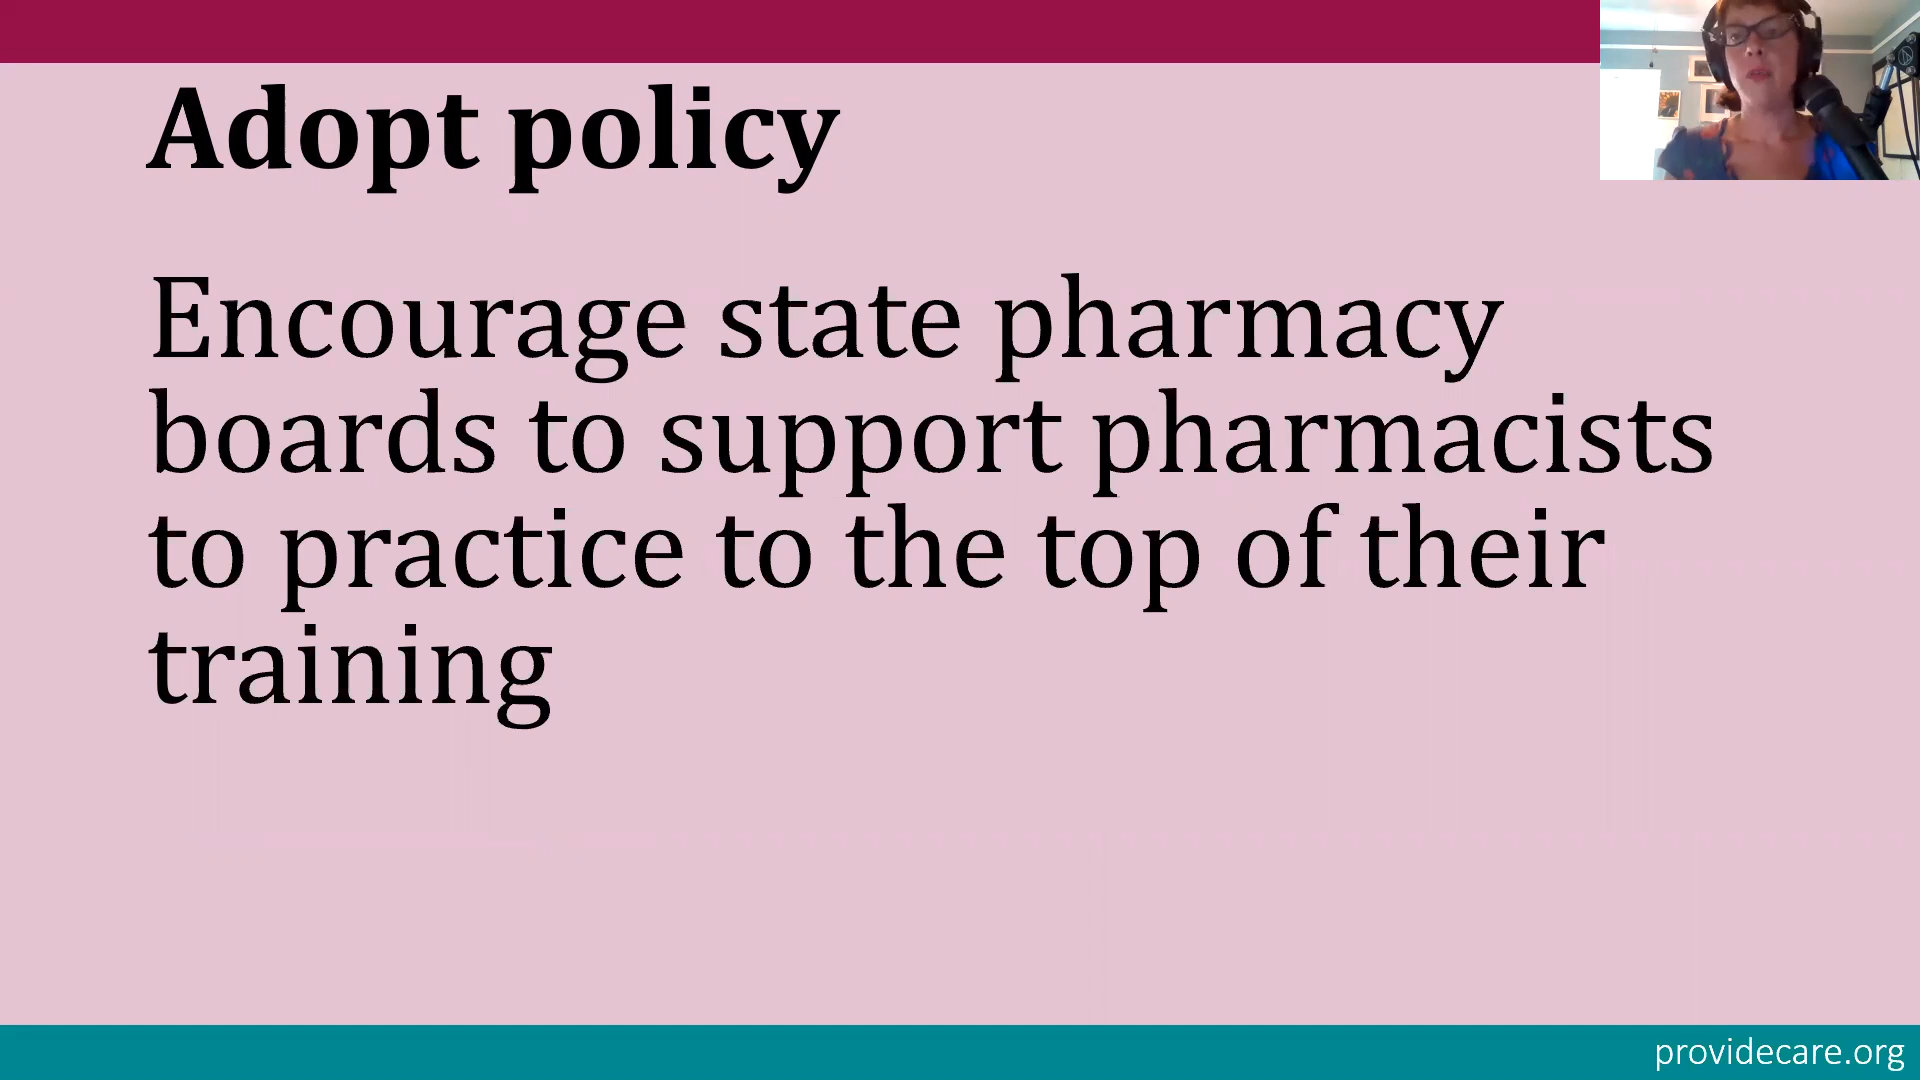 Adopt policy
Encourage state pharmacy
boards to support pharmacists
to practice to the top of their
training
providecare.org